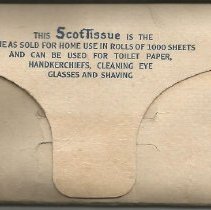 THIS ScotTissue IS THE
AS SOLD FOR HOME USE IN ROLLS OF 1000 SHEETS
AND CAN BE USED FOR TOILET PAPER,
HANDKERCHIEFS, CLEANING EYE
GLASSES AND SHAVING